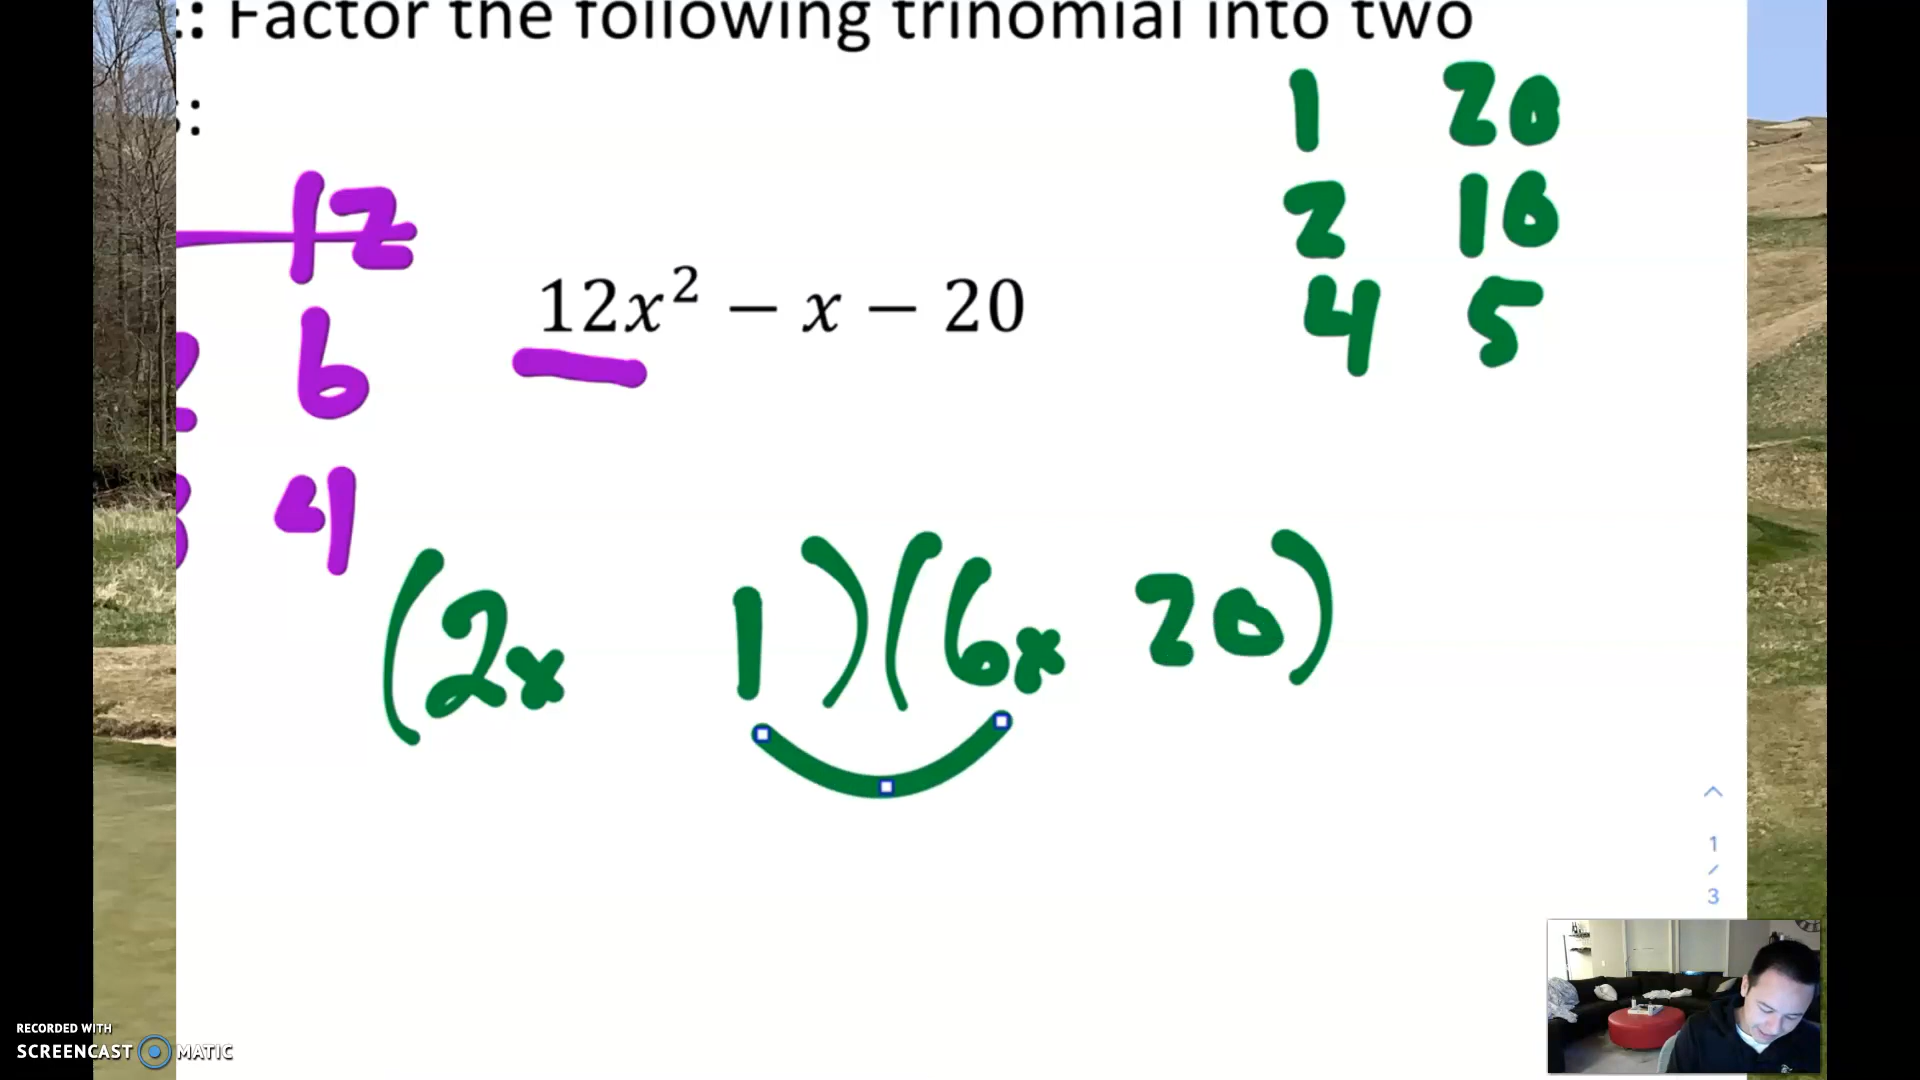 : Factor the following trinomial into two
:
1 20
2 10
4 5
12
6
4
12x² − x − 20
(2x 1)(6x 20)
1
/
3
RECORDED WITH
SCREENCAST MATIC